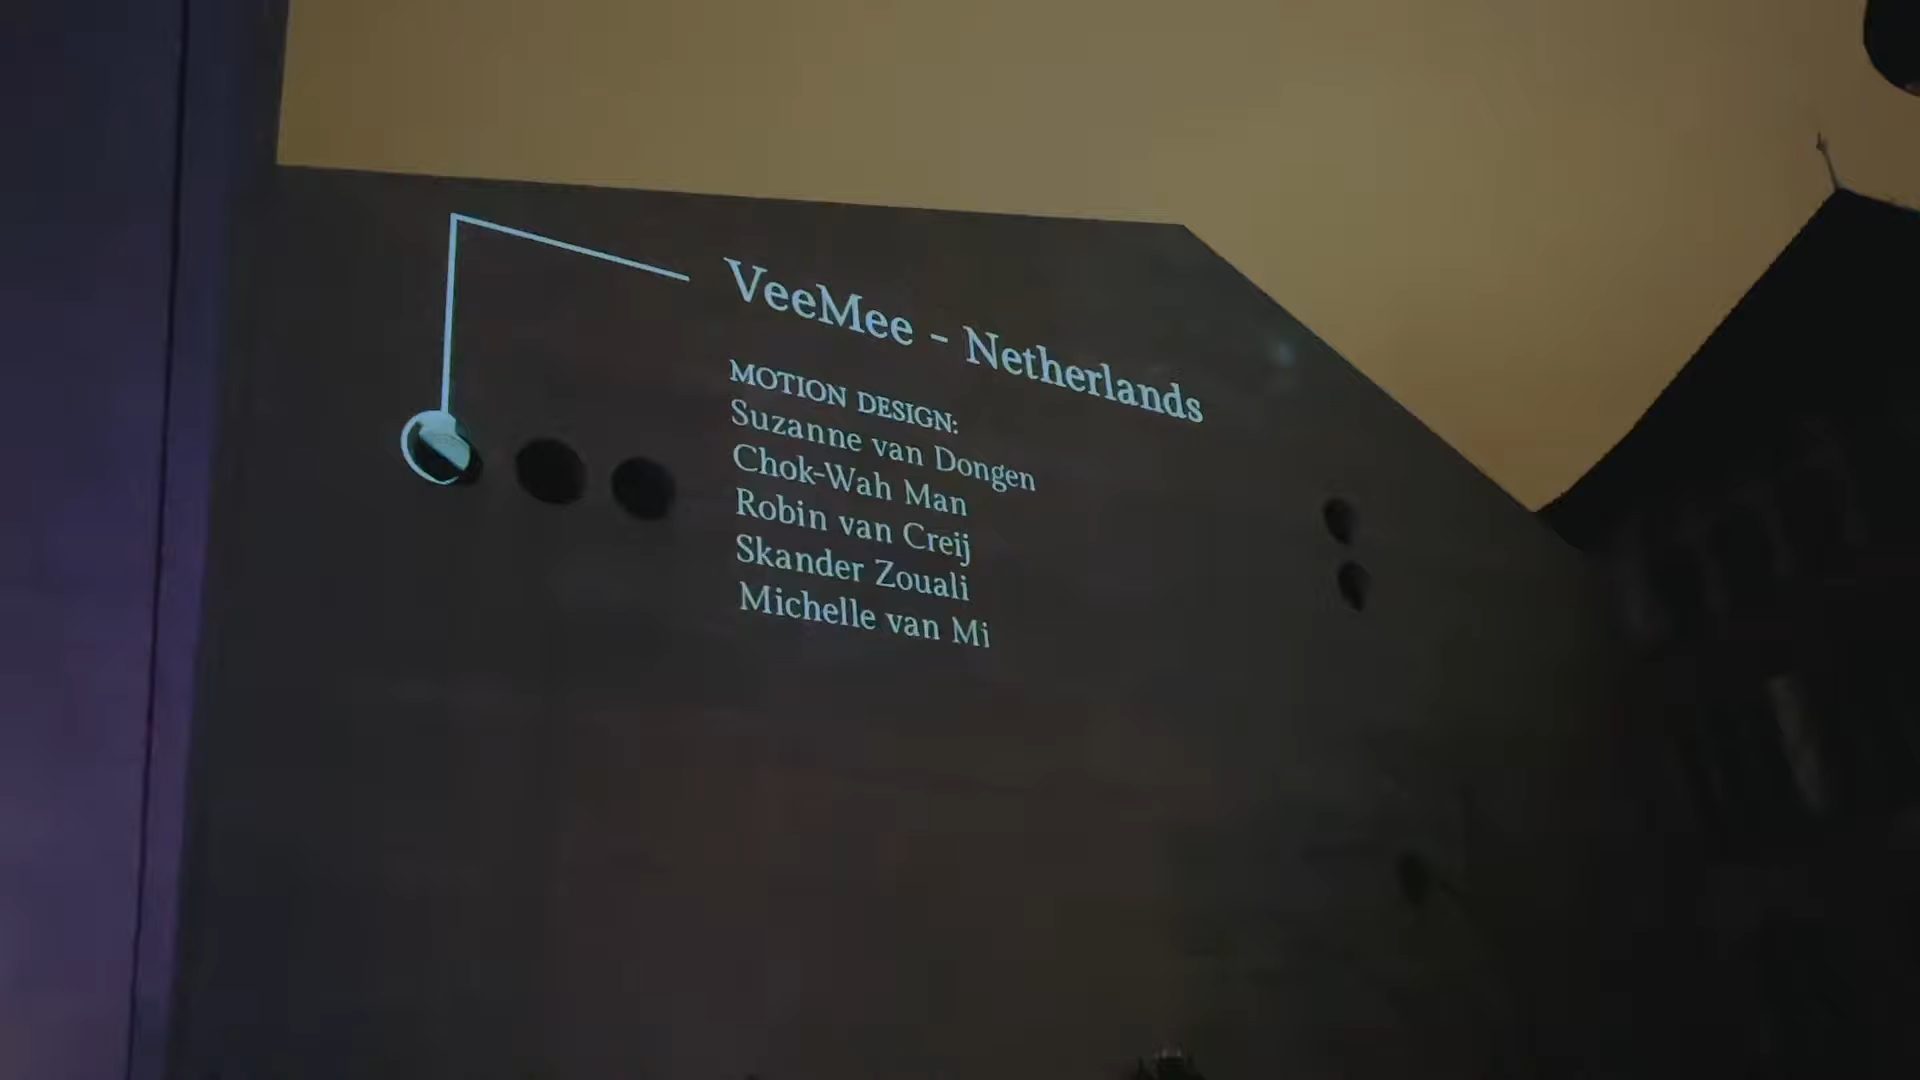 VeeMee - Netherlands
MOTION DESIGN:
Suzanne van Dongen
Chok-Wah Man
Robin van Creij
Skander Zouali
Michelle van Mi